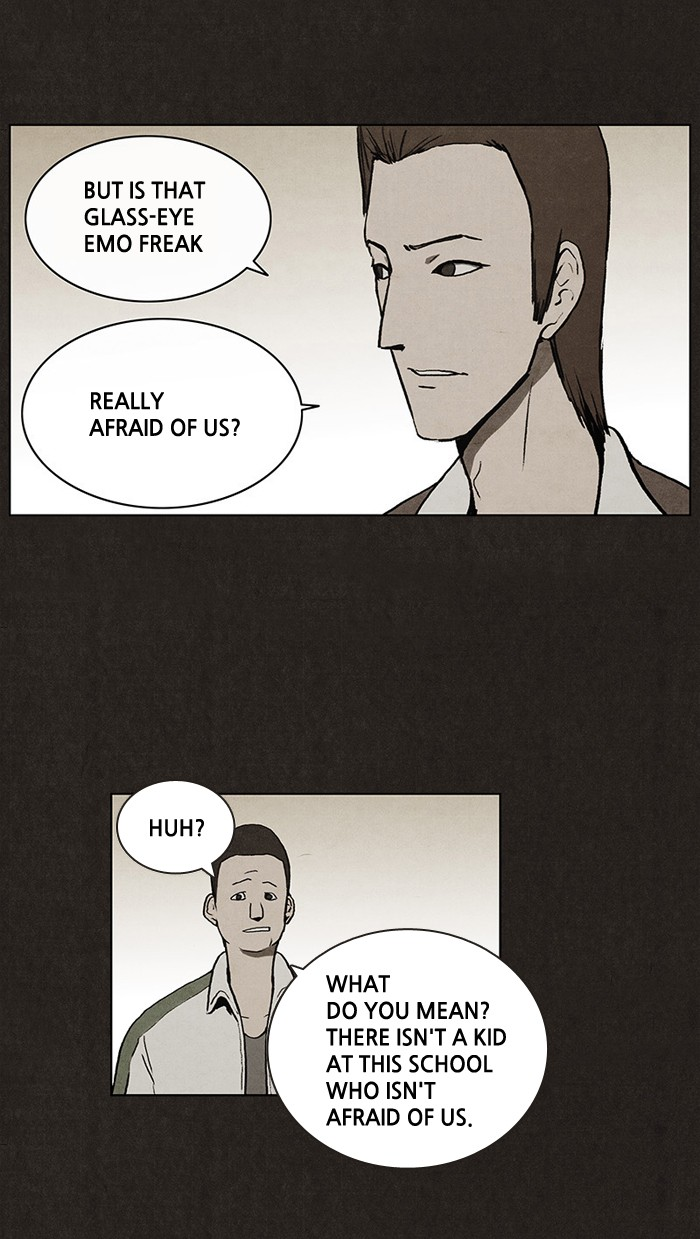 BUT IS THAT
GLASS-EYE
EMO FREAK
REALLY
AFRAID OF US?
HUH?
WHAT
DO YOU MEAN?
THERE ISN'T A KID
AT THIS SCHOOL
WHO ISN'T
AFRAID OF US.